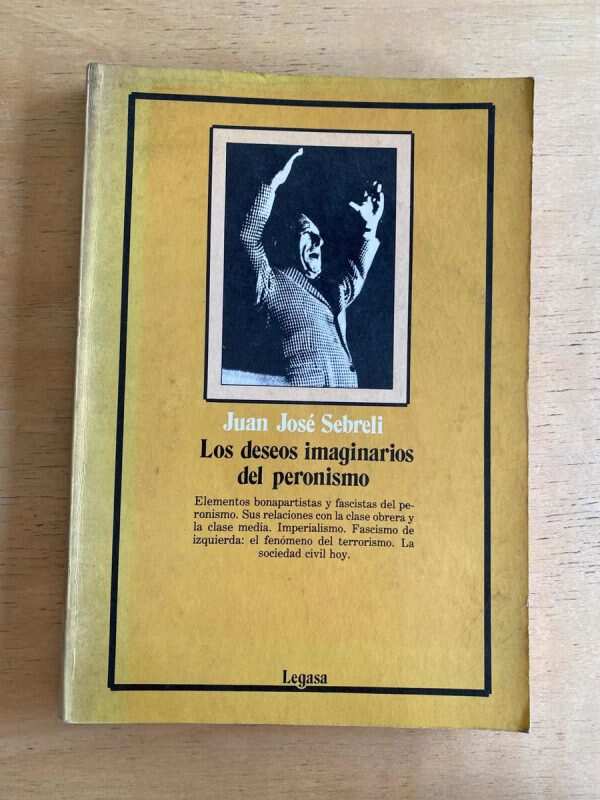 Juan José Sebreli
Los deseos imaginarios
del peronismo
Elementos bonapartistas y fascistas del pe-
ronismo. Sus relaciones con la clase obrera y
la clase media. Imperialismo. Fascismo de
izquierda: el fenómeno del terrorismo. La
sociedad civil hoy.
Legasa